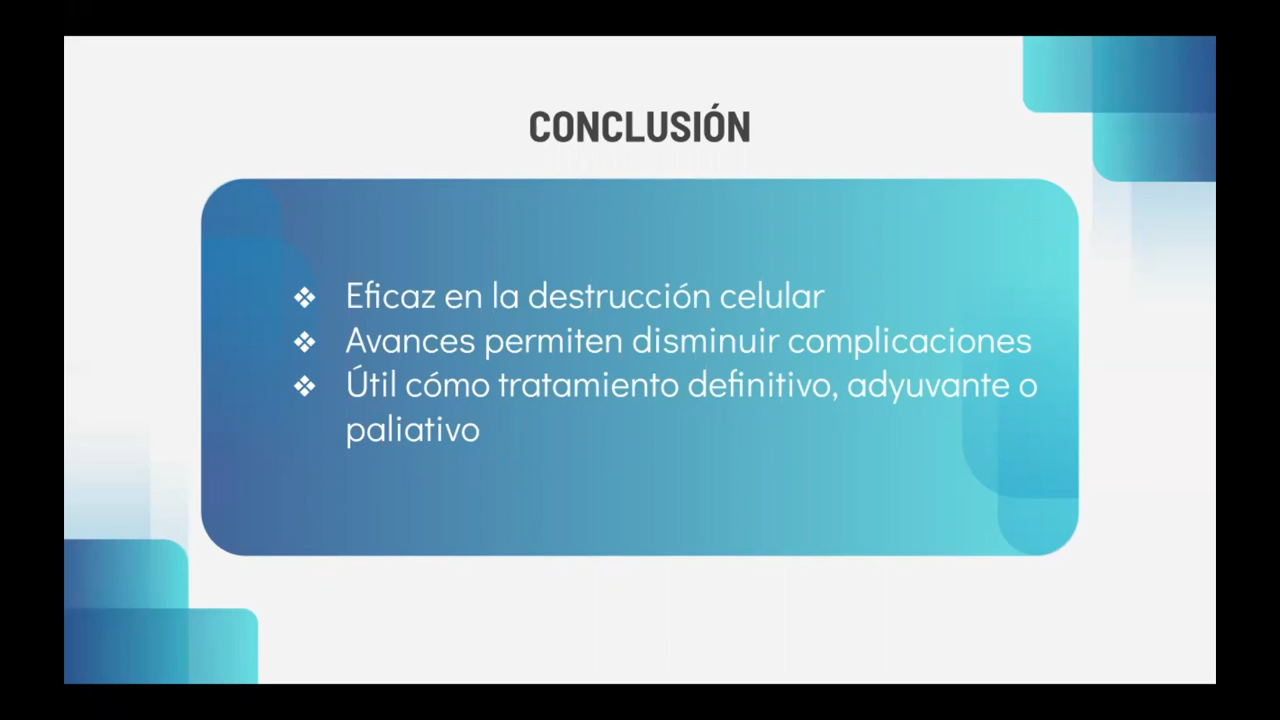 CONCLUSIÓN
❖ Eficaz en la destrucción celular
❖ Avances permiten disminuir complicaciones
❖ Útil cómo tratamiento definitivo, adyuvante o
paliativo